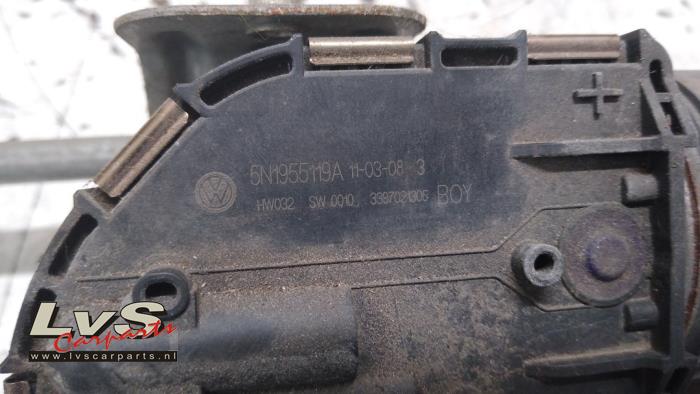 5N1955119A 11-03-08 3
HW032 SW 0010 3397021305 BOY
LvS
Carparts
www.lvscarparts.nl